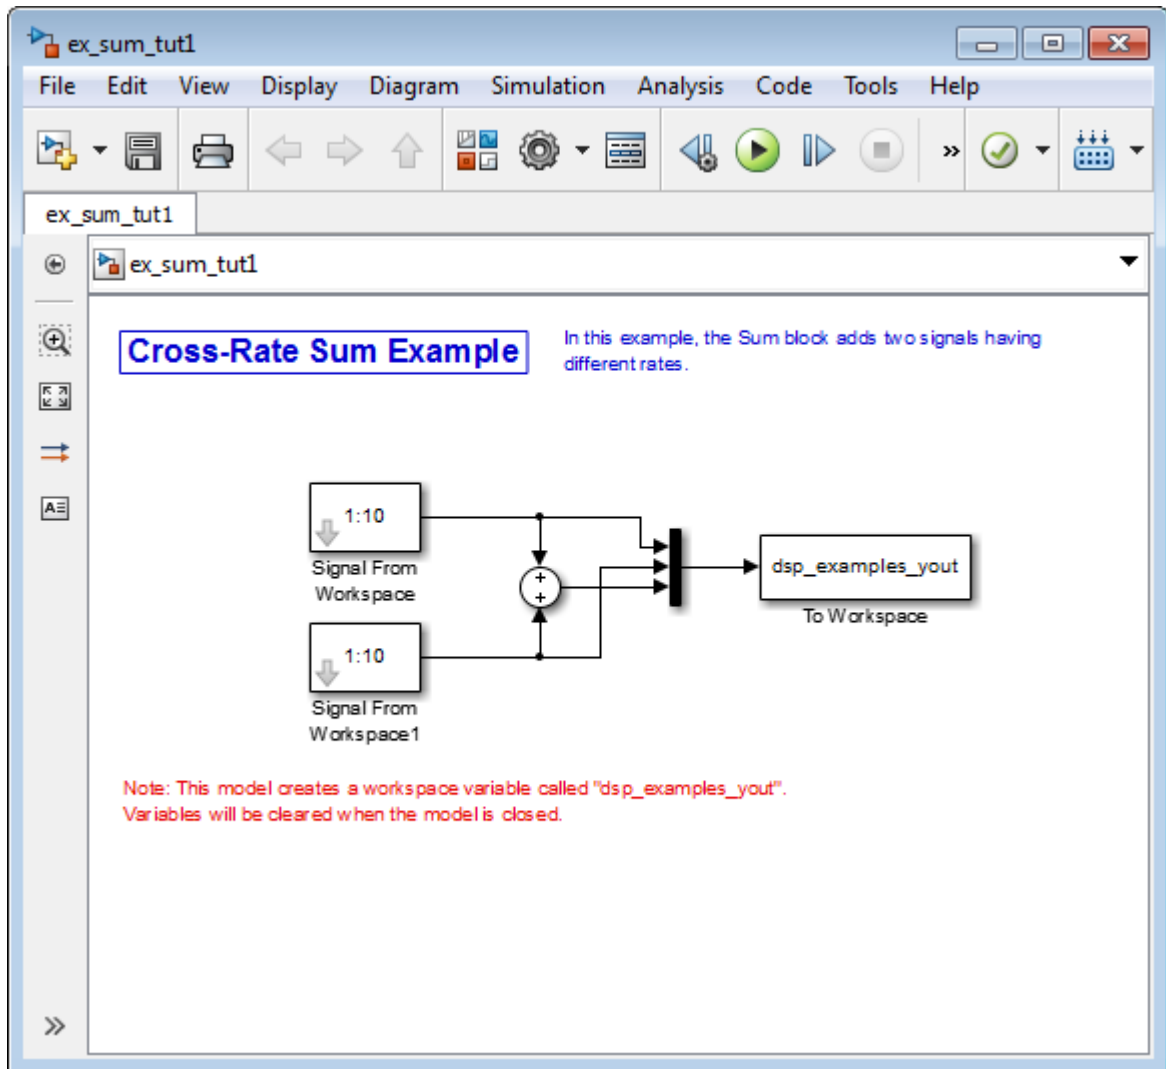 ex_sum_tut1
File Edit View Display Diagram Simulation Analysis Code Tools Help
ex_sum_tut1
ex_sum_tut1
Cross-Rate Sum Example
In this example, the Sum block adds two signals having
different rates.
1:10
Signal From
Workspace
+
+
dsp_examples_yout
To Workspace
1:10
Signal From
Workspace1
Note: This model creates a workspace variable called "dsp_examples_yout".
Variables will be cleared when the model is closed.